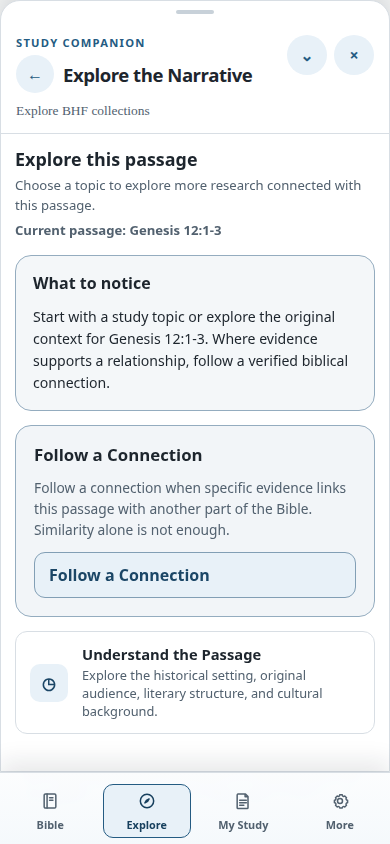 STUDY COMPANION
Explore the Narrative
Explore BHF collections
Explore this passage
Choose a topic to explore more research connected with
this passage.
Current passage: Genesis 12:1-3
What to notice
Start with a study topic or explore the original
context for Genesis 12:1-3. Where evidence
supports a relationship, follow a verified biblical
connection.
Follow a Connection
Follow a connection when specific evidence links
this passage with another part of the Bible.
Similarity alone is not enough.
Follow a Connection
Understand the Passage
Explore the historical setting, original
audience, literary structure, and cultural
background.
Bible
Explore
My Study
More